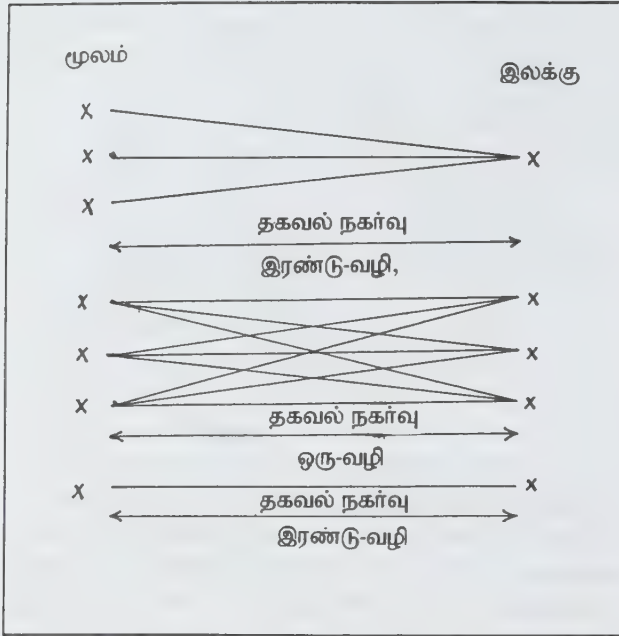 மூலம்
இலக்கு
X
X
X
X
தகவல் நகர்வு
இரண்டு-வழி,
X
X
X
X
X
X
தகவல் நகர்வு
ஒரு-வழி
X
X
தகவல் நகர்வு
இரண்டு-வழி